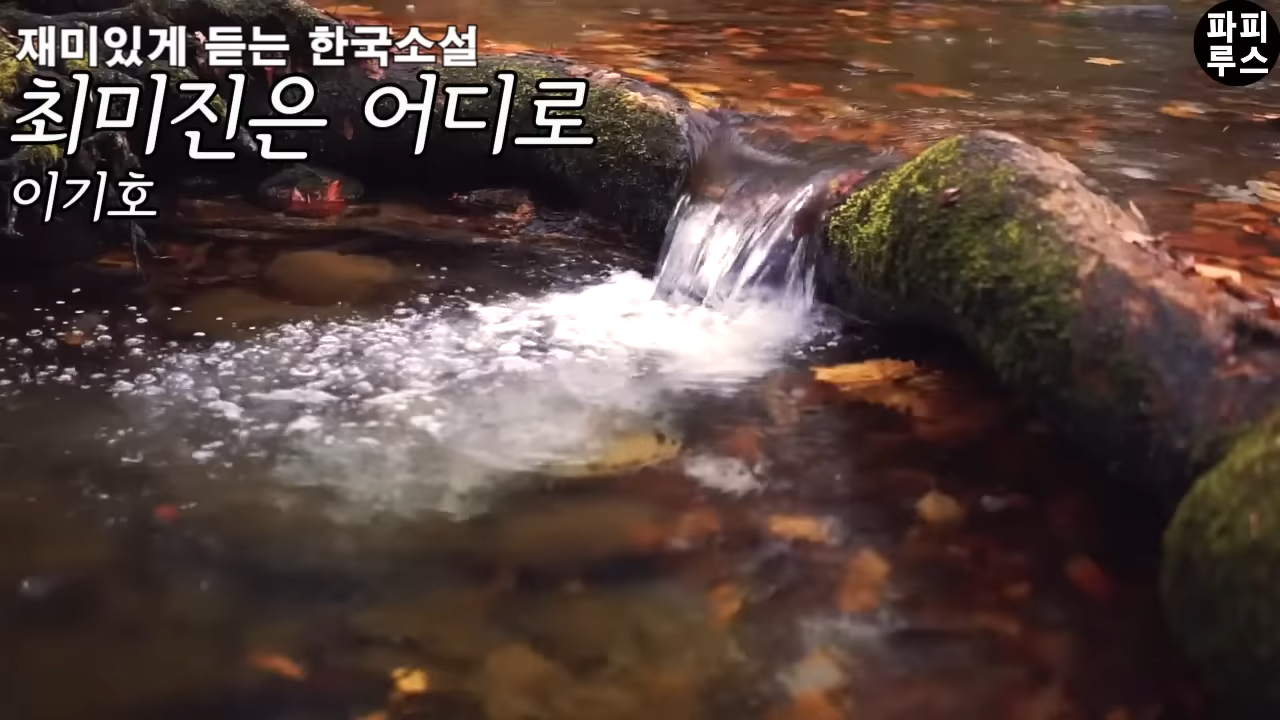 재미있게 듣는 한국소설
최미진은 어디로
이기호
파피
루스